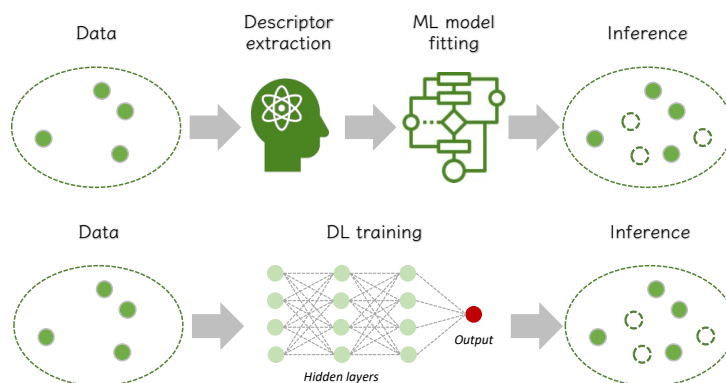 Data
Descriptor
extraction
ML model
fitting
Inference
Data
DL training
Inference
Output
Hidden layers